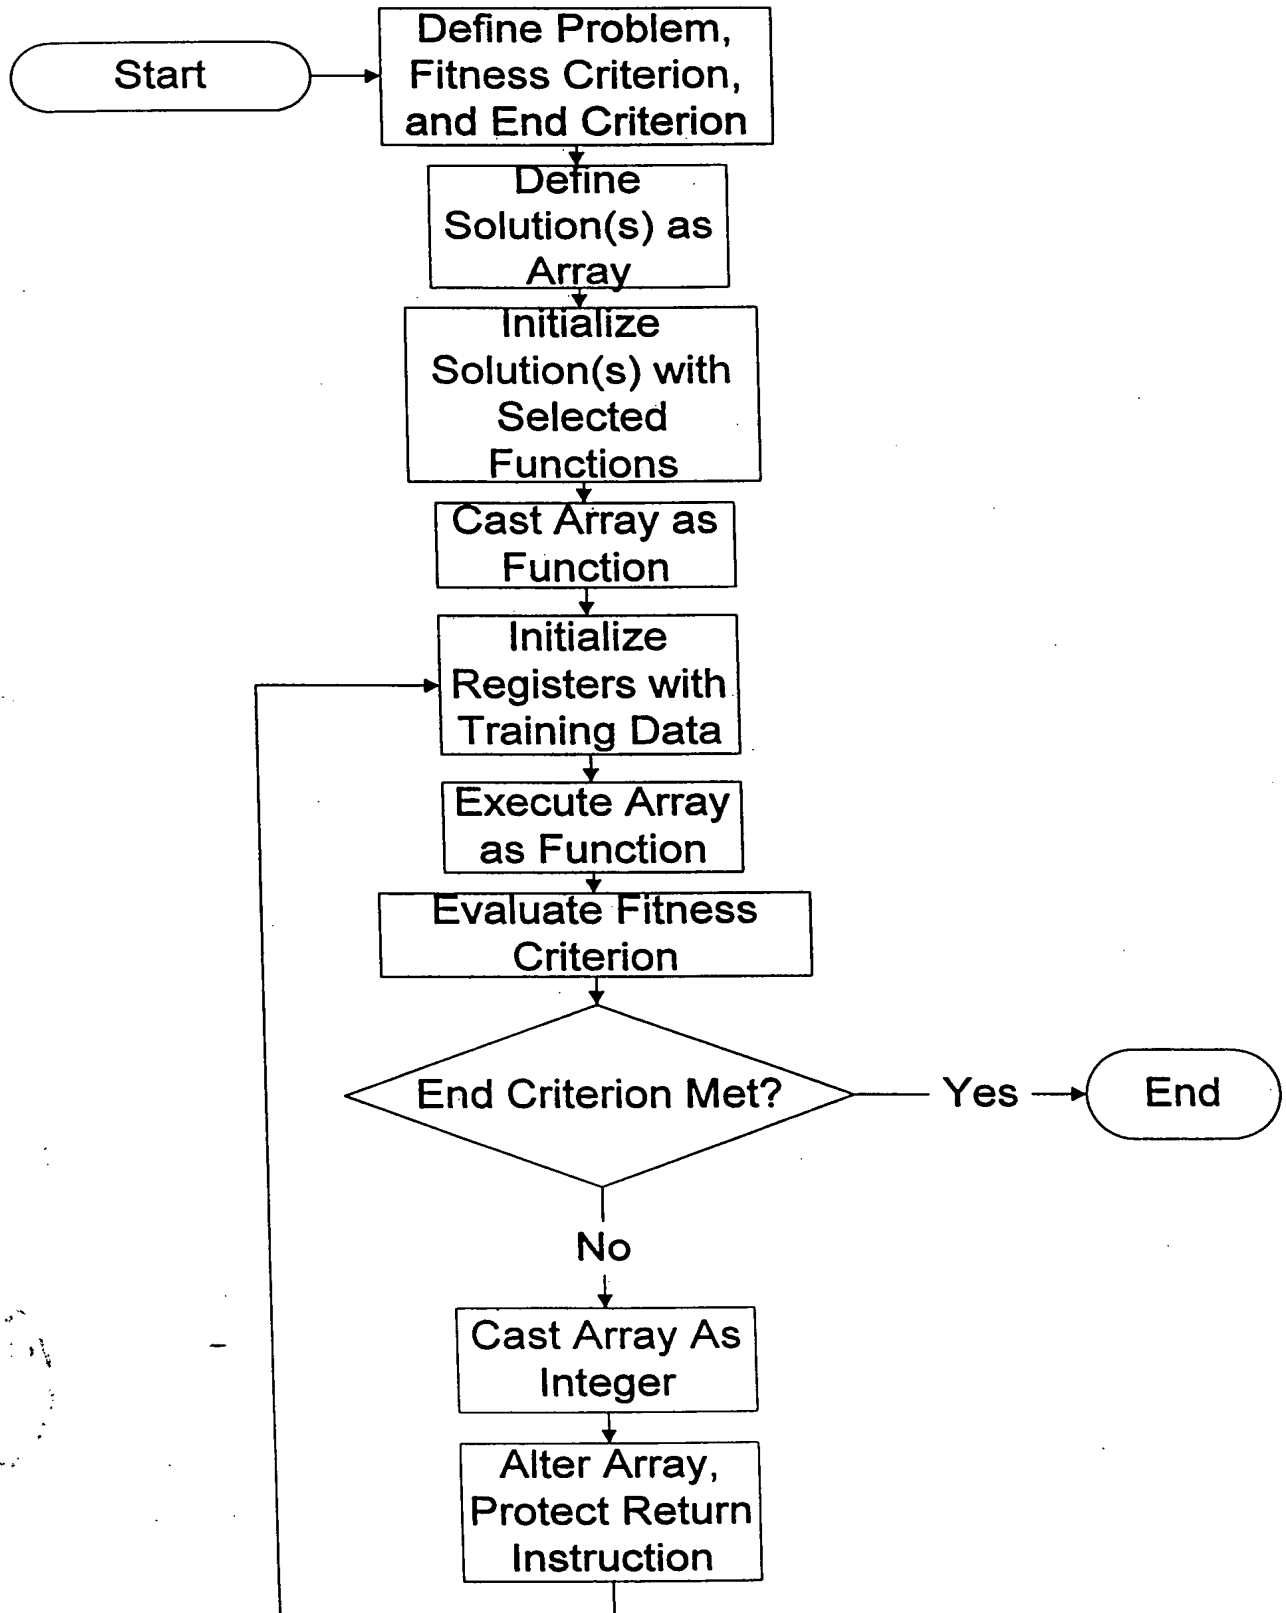 Start
Define Problem,
Fitness Criterion,
and End Criterion
Define
Solution(s) as
Array
Initialize
Solution(s) with
Selected
Functions
Cast Array as
Function
Initialize
Registers with
Training Data
Execute Array
as Function
Evaluate Fitness
Criterion
End Criterion Met?
Yes
End
No
Cast Array As
Integer
Alter Array,
Protect Return
Instruction